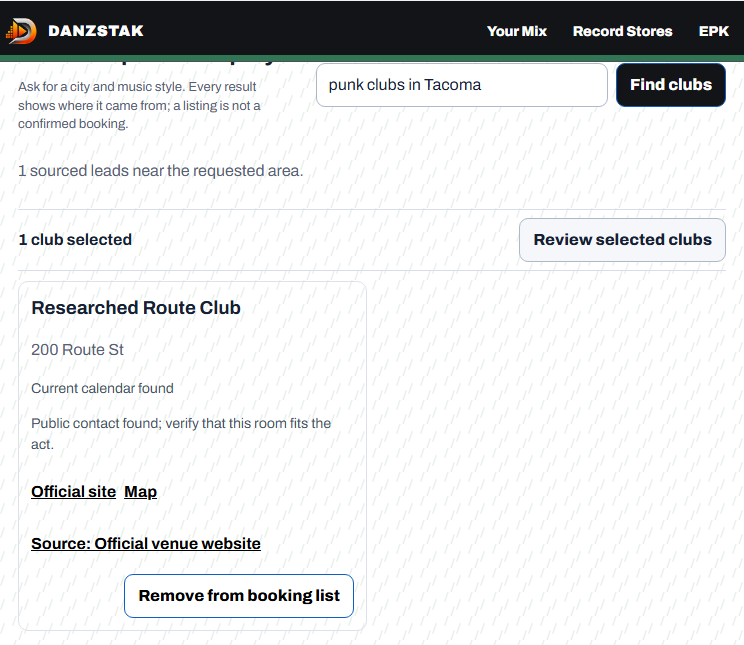 DANZSTAK
Your Mix
Record Stores
EPK
Ask for a city and music style. Every result
shows where it came from; a listing is not a
confirmed booking.
punk clubs in Tacoma
Find clubs
1 sourced leads near the requested area.
1 club selected
Review selected clubs
Researched Route Club
200 Route St
Current calendar found
Public contact found; verify that this room fits the
act.
Official site Map
Source: Official venue website
Remove from booking list